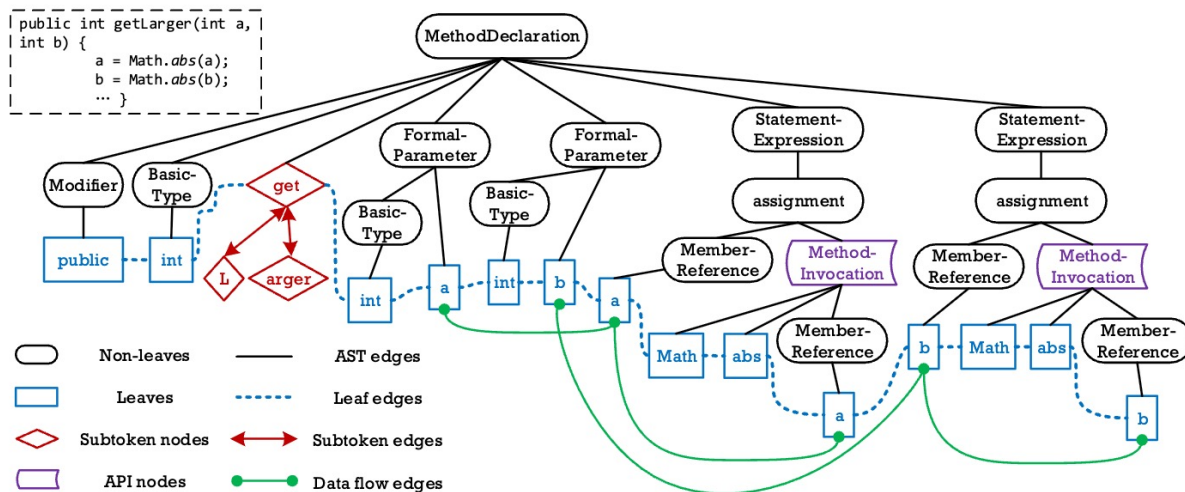 public int getLarger(int a,
int b) {
a = Math.abs(a);
b = Math.abs(b);
… }
MethodDeclaration
Modifier
Basic-
Type
get
Formal-
Parameter
Formal-
Parameter
Statement-
Expression
Statement-
Expression
Basic-
Type
Basic-
Type
assignment
assignment
public
int
L
arger
int
a
int
b
a
Member-
Reference
Method-
Invocation
Member-
Reference
Method-
Invocation
Math
abs
Member-
Reference
b
Math
abs
Member-
Reference
a
b
Non-leaves
AST edges
Leaves
Leaf edges
Subtoken nodes
Subtoken edges
API nodes
Data flow edges